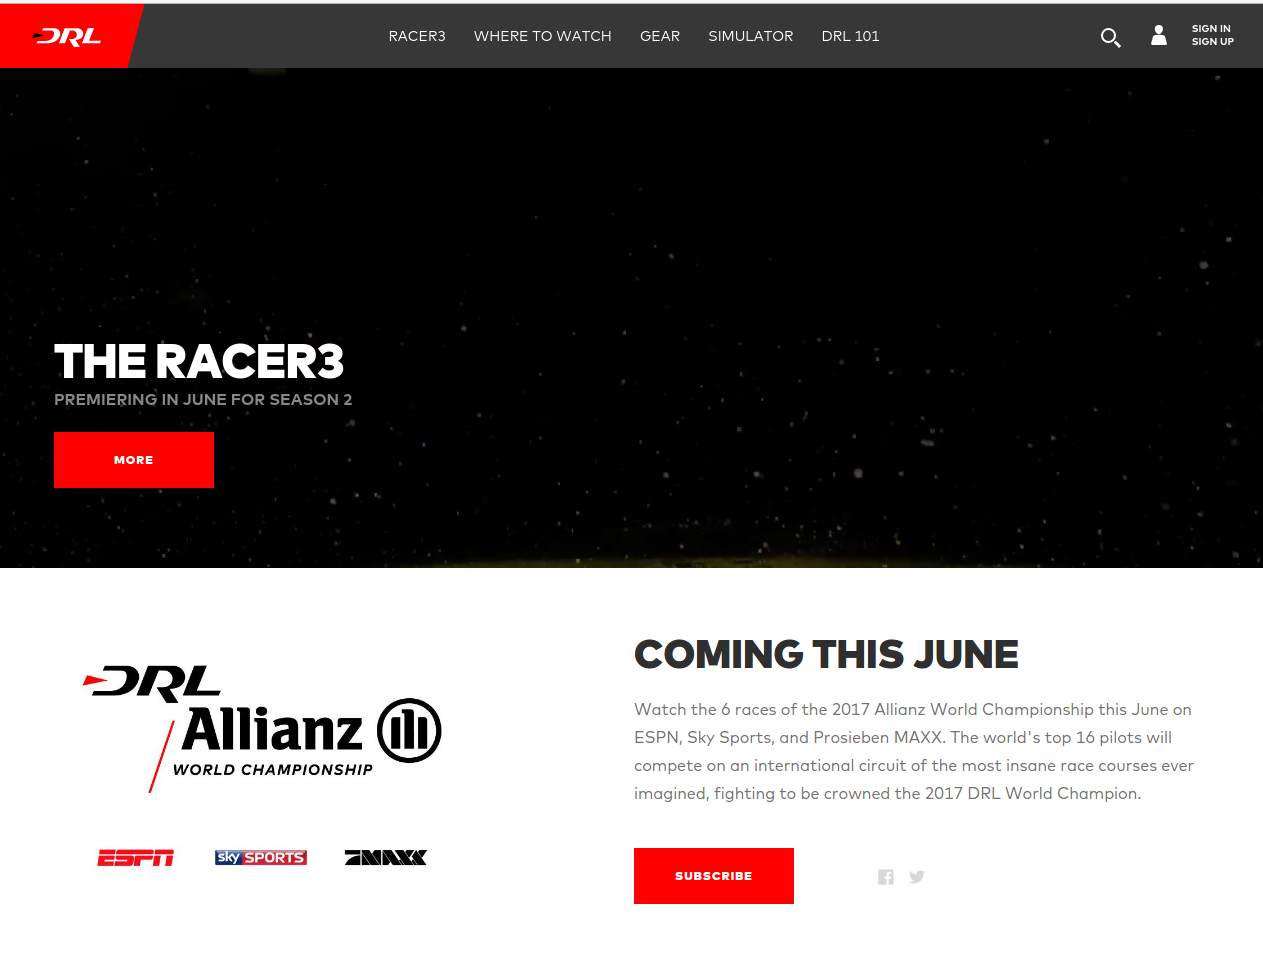 DRL
RACER3
WHERE TO WATCH
GEAR
SIMULATOR
DRL 101
SIGN IN
SIGN UP
THE RACER3
PREMIERING IN JUNE FOR SEASON 2
MORE
DRL
Allianz
WORLD CHAMPIONSHIP
ESPN
sky SPORTS
MAXX
COMING THIS JUNE
Watch the 6 races of the 2017 Allianz World Championship this June on
ESPN, Sky Sports, and Prosieben MAXX. The world's top 16 pilots will
compete on an international circuit of the most insane race courses ever
imagined, fighting to be crowned the 2017 DRL World Champion.
SUBSCRIBE